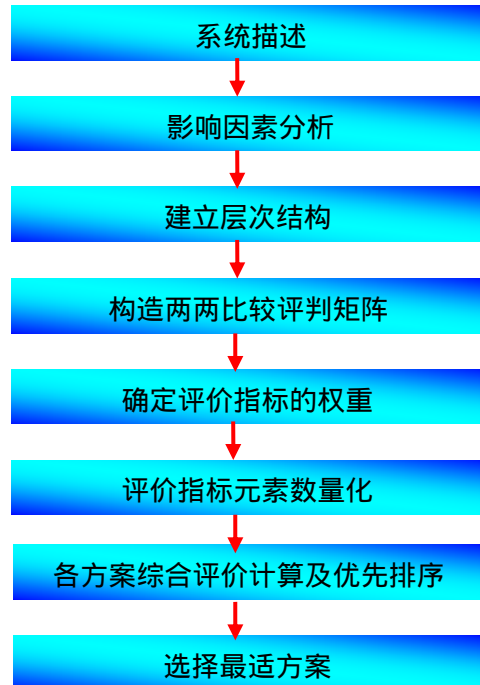 系统描述
影响因素分析
建立层次结构
构造两两比较评判矩阵
确定评价指标的权重
评价指标元素数量化
各方案综合评价计算及优先排序
选择最适方案